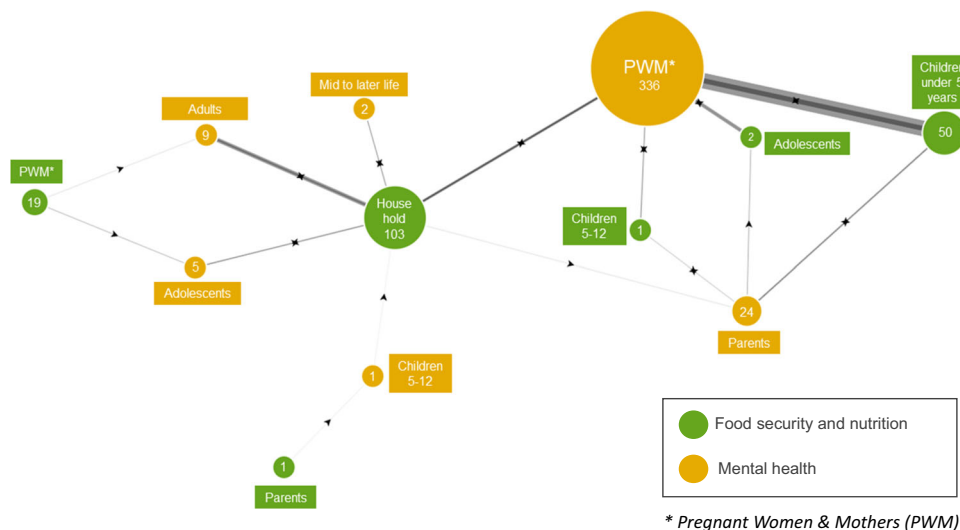 PWM*
336
Children
under 5
years
50
Mid to later life
2
Adults
9
2
Adolescents
PWM*
19
House
hold
103
Children
5-12
1
5
Adolescents
24
Parents
1
Children
5-12
1
Parents
Food security and nutrition
Mental health
* Pregnant Women & Mothers (PWM)